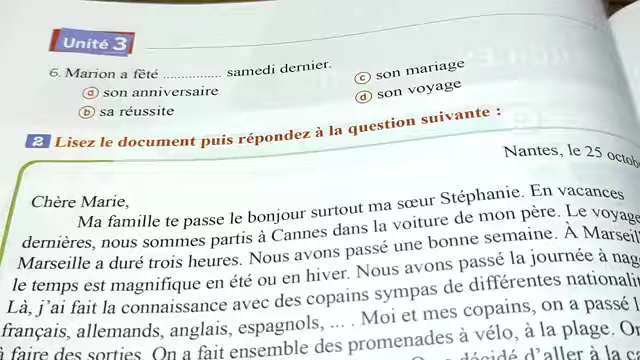 Unité 3
6. Marion a fêté ............... samedi dernier.
ⓐ son anniversaire
ⓑ sa réussite
ⓒ son mariage
ⓓ son voyage
2 Lisez le document puis répondez à la question suivante :
Nantes, le 25
Chère Marie,
Ma famille te passe le bonjour surtout ma sœur Stéphanie. En vacances
dernières, nous sommes partis à Cannes dans la voiture de mon père. Le
Marseille a duré trois heures. Nous avons passé une bonne semaine. À
le temps est magnifique en été ou en hiver. Nous avons passé la journée à
Là, j'ai fait la connaissance avec des copains sympas de différentes
français, allemands, anglais, espagnols, ... . Moi et mes copains, on a passé
à faire des sorties. On a fait ensemble des promenades à vélo, à la plage.
décidé d'aller à la